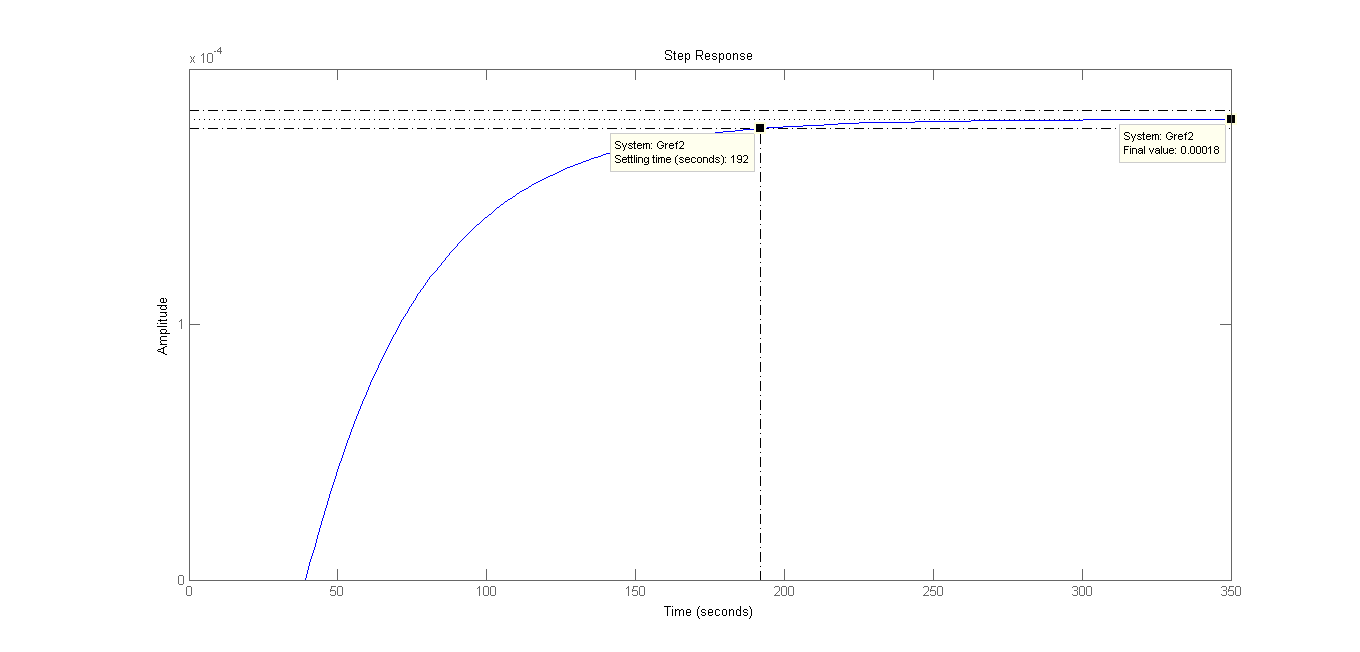 x 10-4
Step Response
System: Gref2
Settling time (seconds): 192
System: Gref2
Final value: 0.00018
Amplitude
1
0
0 50 100 150 200 250 300 350
Time (seconds)